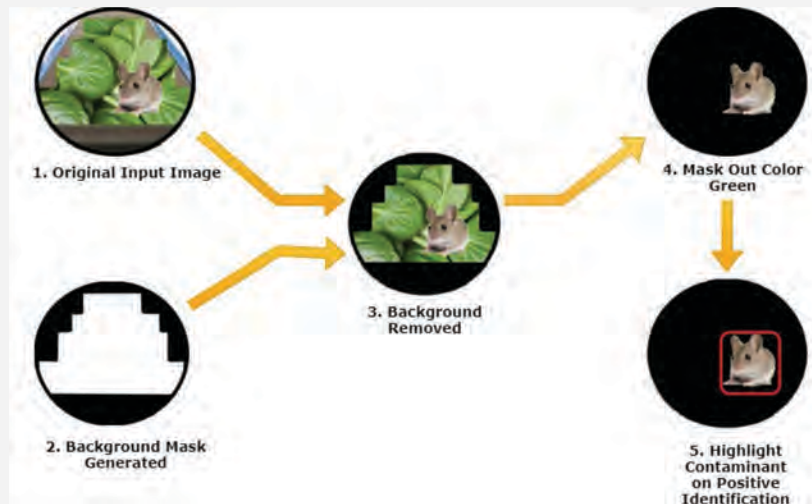 1. Original Input Image
2. Background Mask
Generated
3. Background
Removed
4. Mask Out Color
Green
5. Highlight
Contaminant
on Positive
Identification